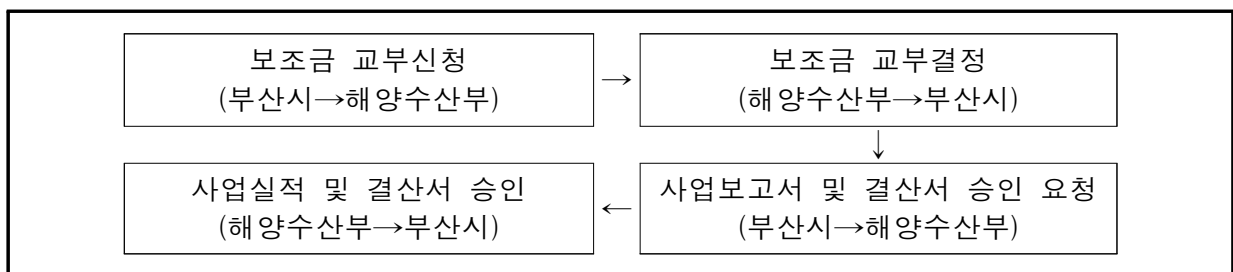 보조금 교부신청
(부산시→해양수산부)
→
보조금 교부결정
(해양수산부→부산시)
↓
사업실적 및 결산서 승인
(해양수산부→부산시)
←
사업보고서 및 결산서 승인 요청
(부산시→해양수산부)